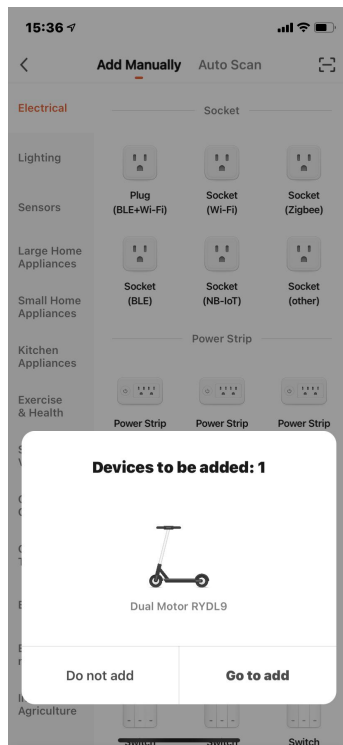 15:36
Add Manually Auto Scan
Electrical
Socket
Lighting
Plug
(BLE+Wi-Fi)
Socket
(Wi-Fi)
Socket
(Zigbee)
Sensors
Large Home
Appliances
Socket
(BLE)
Socket
(NB-IoT)
Socket
(other)
Small Home
Appliances
Power Strip
Kitchen
Appliances
Exercise
& Health
Power Strip
Power Strip
Power Strip
Devices to be added: 1
Dual Motor RYDL9
Do not add
Go to add
Agriculture
Switch
Switch
Switch